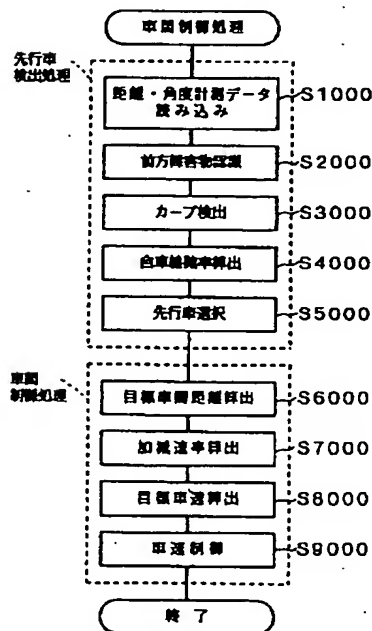 車間制御処理
先行車
検出処理
距離・角度計測データ
読み込み
S1000
前方障害物認識
S2000
カーブ検出
S3000
自車線確率算出
S4000
先行車選択
S5000
車間
制御処理
目標車間距離算出
S6000
加減速率算出
S7000
目標車速算出
S8000
車速制御
S9000
終了